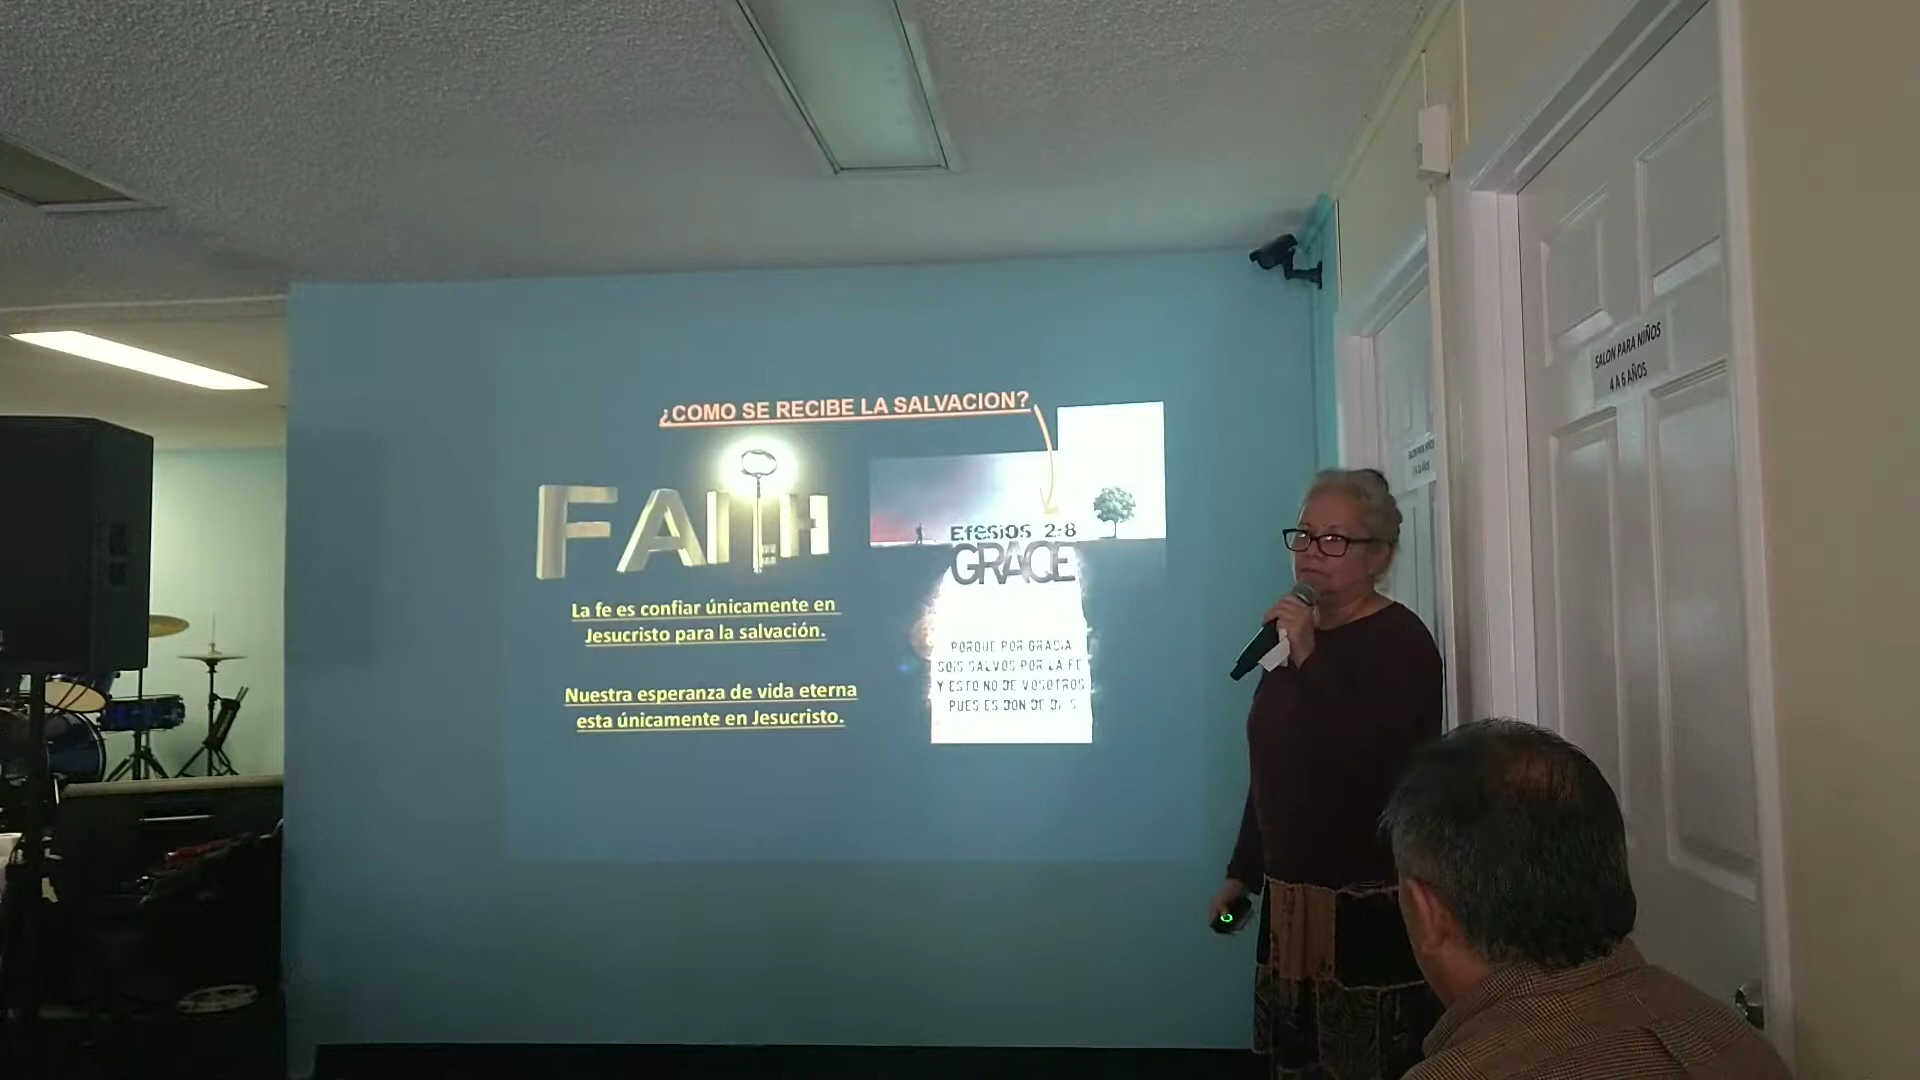 ¿COMO SE RECIBE LA SALVACION?
FAITH
La fe es confiar únicamente en
Jesucristo para la salvación.
Nuestra esperanza de vida eterna
esta únicamente en Jesucristo.
Efesios 2:8
GRACE
PORQUE POR GRACIA
SOIS SALVOS POR LA FE
Y ESTO NO DE VOSOTROS
PUES ES DON DE
SALON PARA NIÑOS
4 A 6 AÑOS